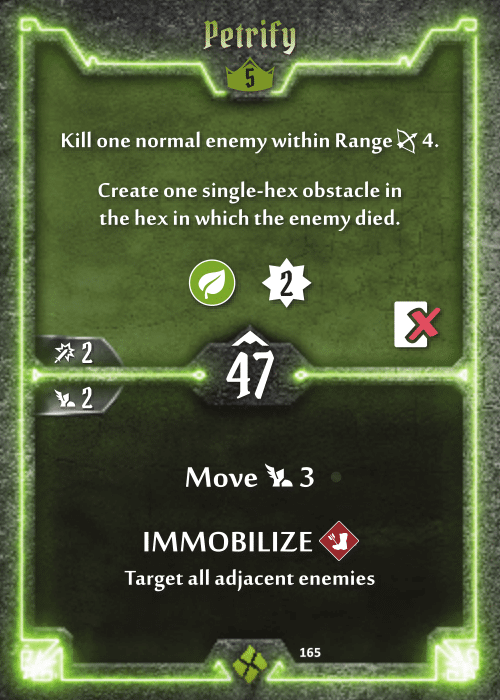 Petrify
5
Kill one normal enemy within Range 4.
Create one single-hex obstacle in
the hex in which the enemy died.
2
2
47
2
Move 3
IMMOBILIZE
Target all adjacent enemies
165